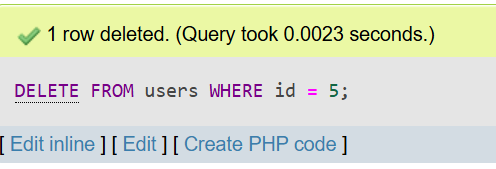 1 row deleted. (Query took 0.0023 seconds.)
DELETE FROM users WHERE id = 5;
[ Edit inline ] [ Edit ] [ Create PHP code ]